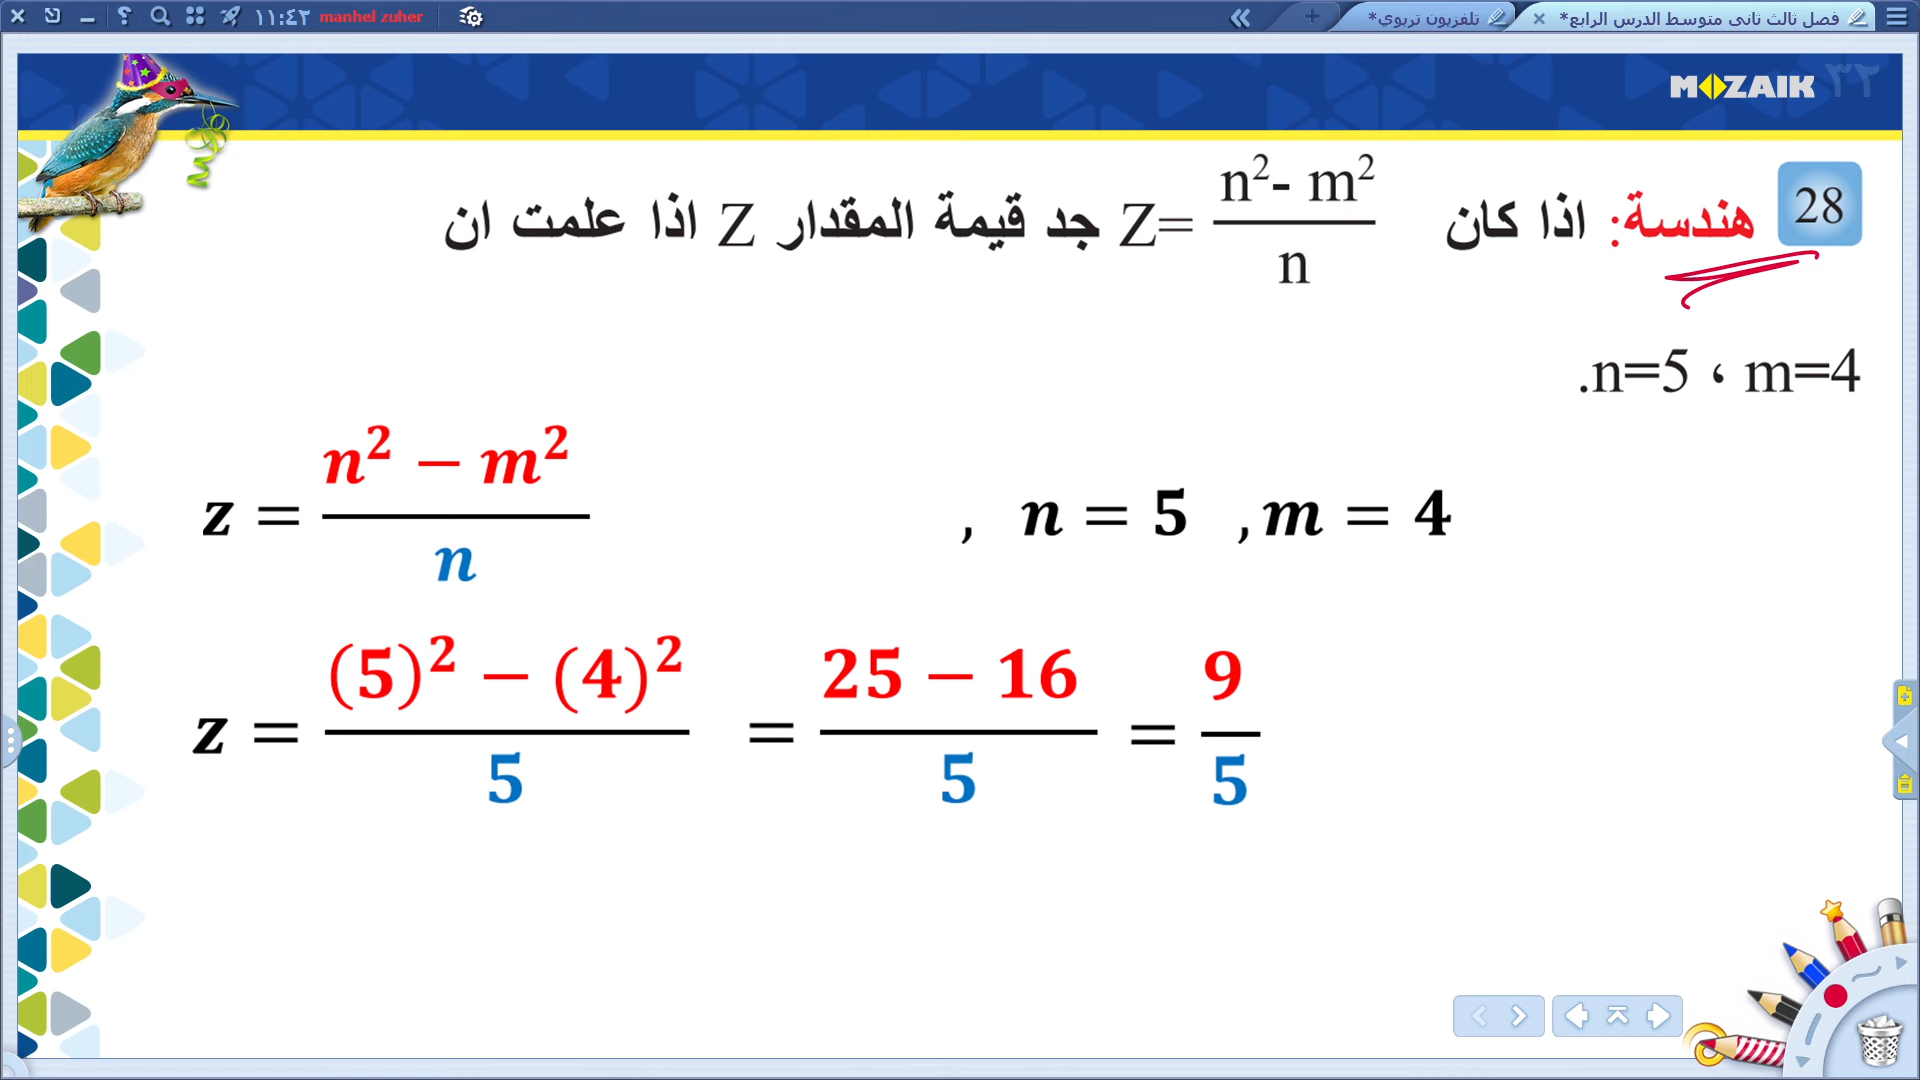 ١١:٤٢ manhel zuher
تلفزيون تربوي*
فصل ثالث ثاني متوسط الدرس الرابع*
MOZAIK ٣٢
28 هندسة: اذا كان Z= (n²- m²)/n جد قيمة المقدار Z اذا علمت ان
m=4 ، n=5.
z = (n² − m²)/n , n = 5 , m = 4
z = ((5)² − (4)²)/5 = (25 − 16)/5 = 9/5